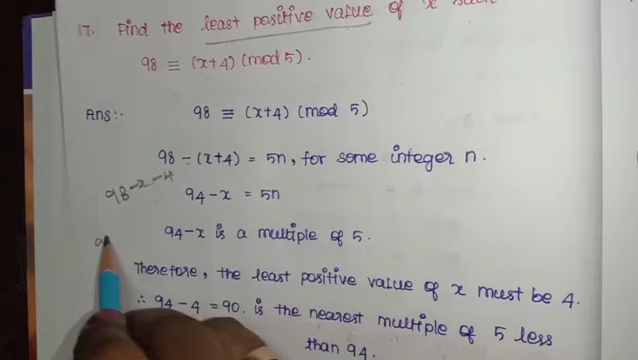 17. Find the least positive value of x such
98 ≡ (x+4) (mod 5).
Ans:- 98 ≡ (x+4) (mod 5)
98 - (x+4) = 5n, for some integer n.
98-x-4
94-x = 5n
94-x is a multiple of 5.
Therefore, the least positive value of x must be 4.
∴ 94-4 = 90. is the nearest multiple of 5 less
than 94.